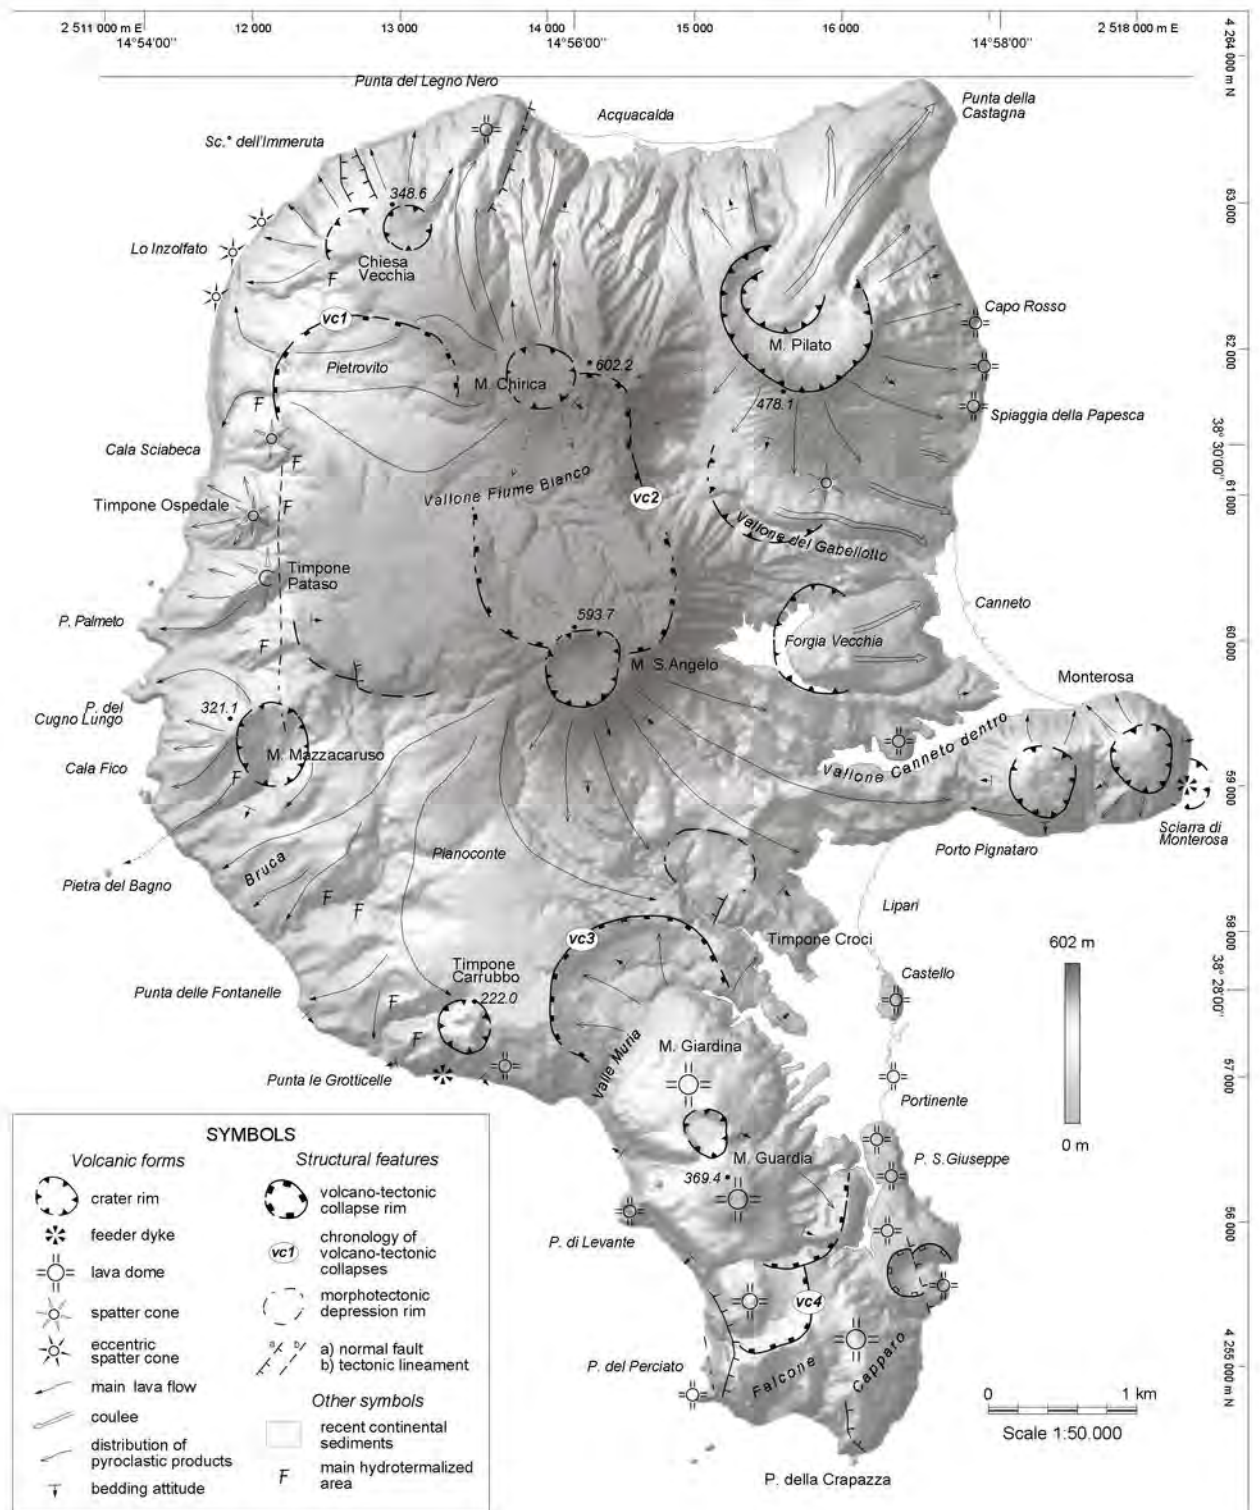 2 511 000 m E
12 000
13 000
14 000
15 000
16 000
2 518 000 m E
14°54'00''
14°56'00''
14°58'00''
4 264 000 m N
Punta del Legno Nero
Acquacalda
Punta della
Castagna
Sc.ª dell'Immeruta
348.6
63 000
Lo Inzolfato
Chiesa
Vecchia
F
vc1
Capo Rosso
M. Pilato
62 000
Pietrovito
M. Chirica
602.2
478.1
F
Spiaggia della Papesca
38° 30'00''
Cala Sciabeca
F
Vallone Fiume Bianco
vc2
61 000
Timpone Ospedale
F
Vallone del Gabellotto
Timpone
Pataso
Canneto
P. Palmeto
593.7
Forgia Vecchia
60 000
F
F
M. S.Angelo
Monterosa
P. del
Cugno Lungo
321.1
M. Mazzacaruso
Cala Fico
F
Vallone Canneto dentro
59 000
Sciarra di
Monterosa
Pianoconte
Porto Pignataro
Bruca
Pietra del Bagno
F
F
Lipari
58 000
vc3
Timpone Croci
602 m
Timpone
Carrubbo
222.0
Castello
38° 28'00''
Punta delle Fontanelle
F
F
Valle Muria
M. Giardina
57 000
Punta le Grotticelle
Portinente
0 m
M. Guardia
P. S.Giuseppe
369.4
56 000
P. di Levante
vc4
P. del Perciato
Falcone
Capparo
4 255 000 m N
0
1 km
Scale 1:50.000
P. della Crapazza
SYMBOLS
Volcanic forms
crater rim
feeder dyke
lava dome
spatter cone
eccentric
spatter cone
main lava flow
coulee
distribution of
pyroclastic products
bedding attitude
Structural features
volcano-tectonic
collapse rim
vc1
chronology of
volcano-tectonic
collapses
morphotectonic
depression rim
a
b
a) normal fault
b) tectonic lineament
Other symbols
recent continental
sediments
F
main hydrotermalized
area